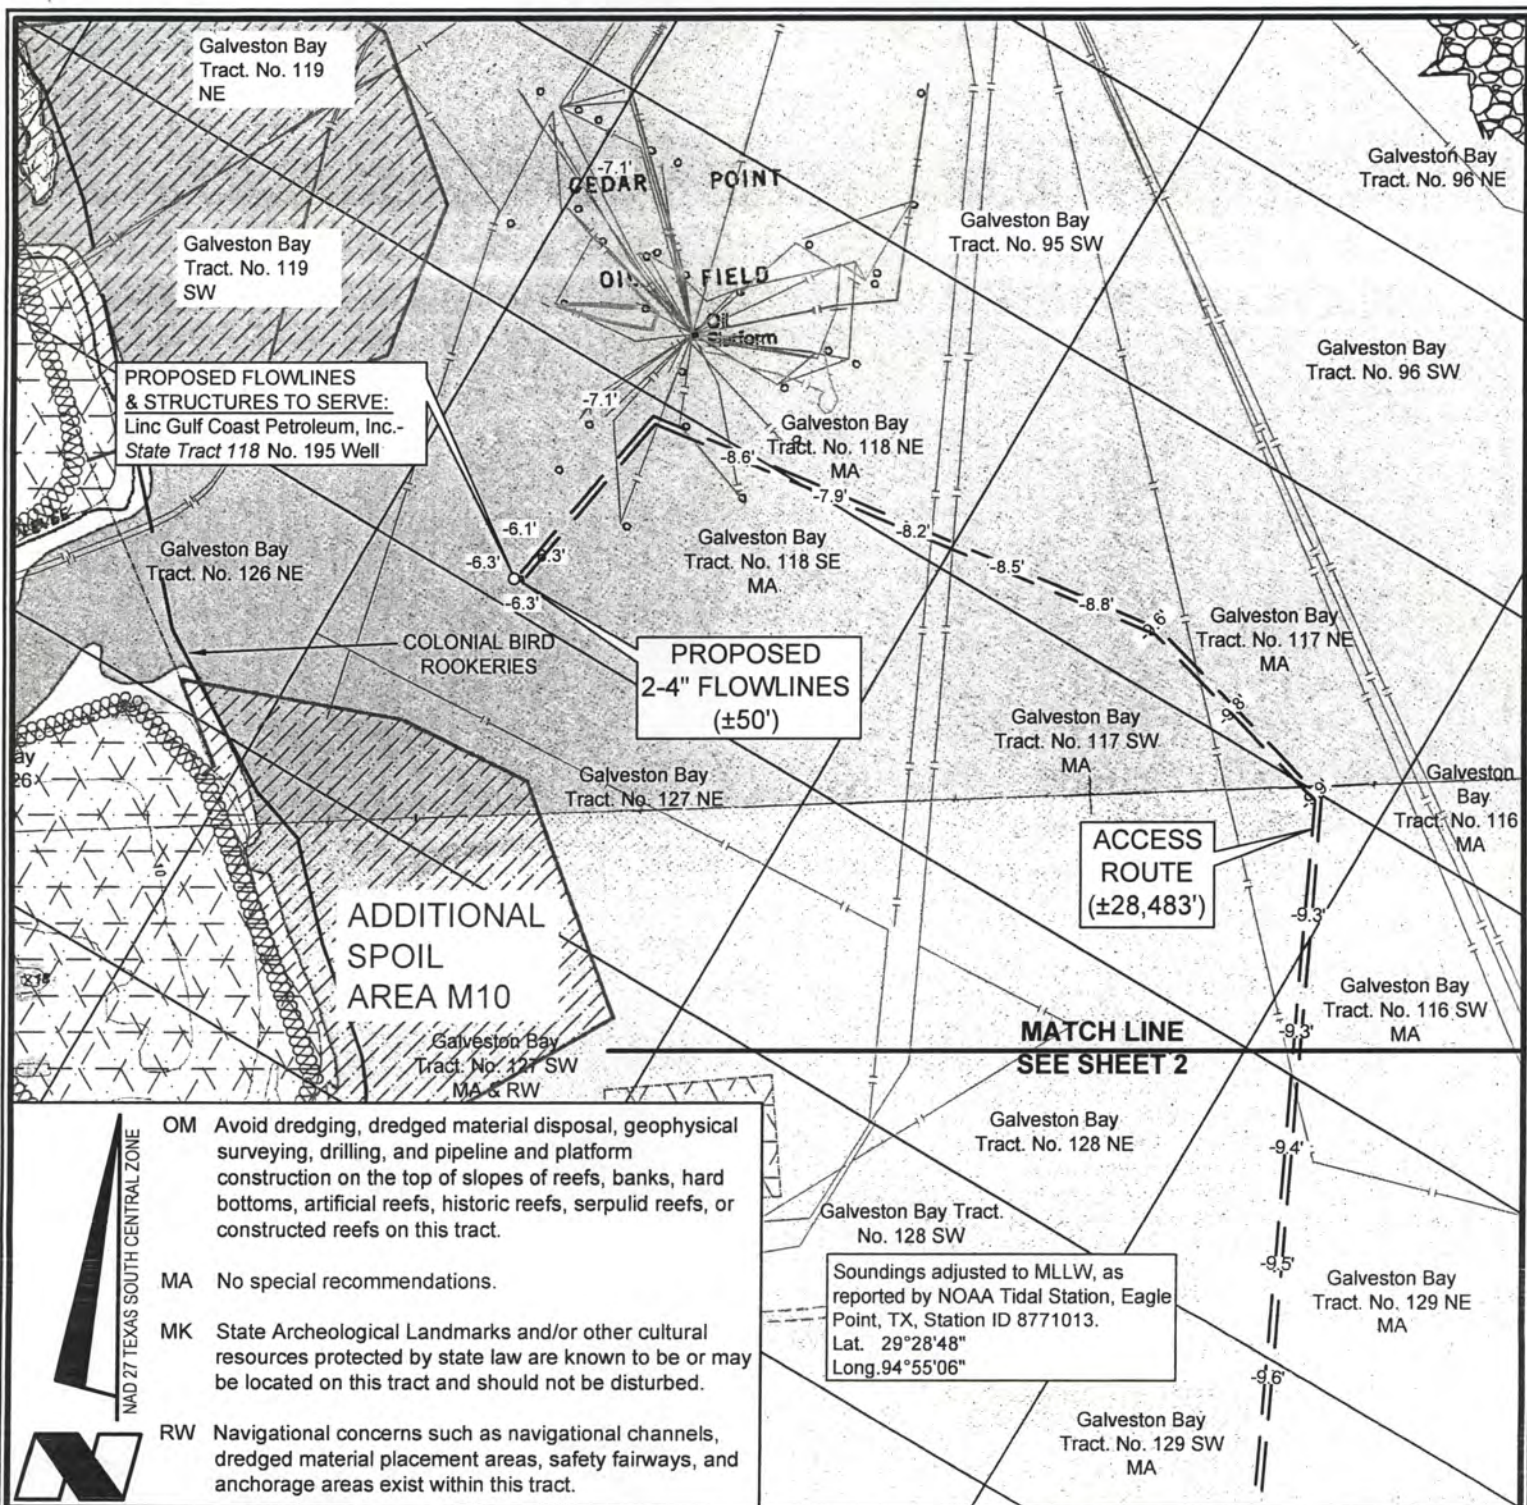 Galveston Bay
Tract. No. 119
NE
Galveston Bay
Tract. No. 96 NE
-7.1'
CEDAR POINT
Galveston Bay
Tract. No. 95 SW
Galveston Bay
Tract. No. 119
SW
FIELD
Oil
Galveston Bay
Tract. No. 96 SW
PROPOSED FLOWLINES
& STRUCTURES TO SERVE:
Linc Gulf Coast Petroleum, Inc.-
State Tract 118 No. 195 Well
-7.1'
Galveston Bay
Tract. No. 118 NE
MA
-8.6'
-7.9'
-8.2'
-8.5'
-8.8'
-9.8'
-6.1'
-6.3'
-6.3'
Galveston Bay
Tract. No. 118 SE
MA
Galveston Bay
Tract. No. 126 NE
COLONIAL BIRD
ROOKERIES
PROPOSED
2-4" FLOWLINES
(±50')
Galveston Bay
Tract. No. 117 NE
MA
Galveston Bay
Tract. No. 117 SW
MA
Galveston Bay
Tract. No. 127 NE
Galveston
Bay
Tract. No. 116
MA
ACCESS
ROUTE
(±28,483')
-9.3'
ADDITIONAL
SPOIL
AREA M10
Galveston Bay
Tract. No. 116 SW
MA
-9.3'
MATCH LINE
SEE SHEET 2
Galveston Bay
Tract. No. 127 SW
MA & RW
Galveston Bay
Tract. No. 128 NE
-9.4'
Galveston Bay Tract.
No. 128 SW
-9.5'
Galveston Bay
Tract. No. 129 NE
MA
Soundings adjusted to MLLW, as
reported by NOAA Tidal Station, Eagle
Point, TX, Station ID 8771013.
Lat. 29°28'48"
Long.94°55'06"
-9.6'
Galveston Bay
Tract. No. 129 SW
MA
NAD 27 TEXAS SOUTH CENTRAL ZONE
OM Avoid dredging, dredged material disposal, geophysical
surveying, drilling, and pipeline and platform
construction on the top of slopes of reefs, banks, hard
bottoms, artificial reefs, historic reefs, serpulid reefs, or
constructed reefs on this tract.
MA No special recommendations.
MK State Archeological Landmarks and/or other cultural
resources protected by state law are known to be or may
be located on this tract and should not be disturbed.
RW Navigational concerns such as navigational channels,
dredged material placement areas, safety fairways, and
anchorage areas exist within this tract.